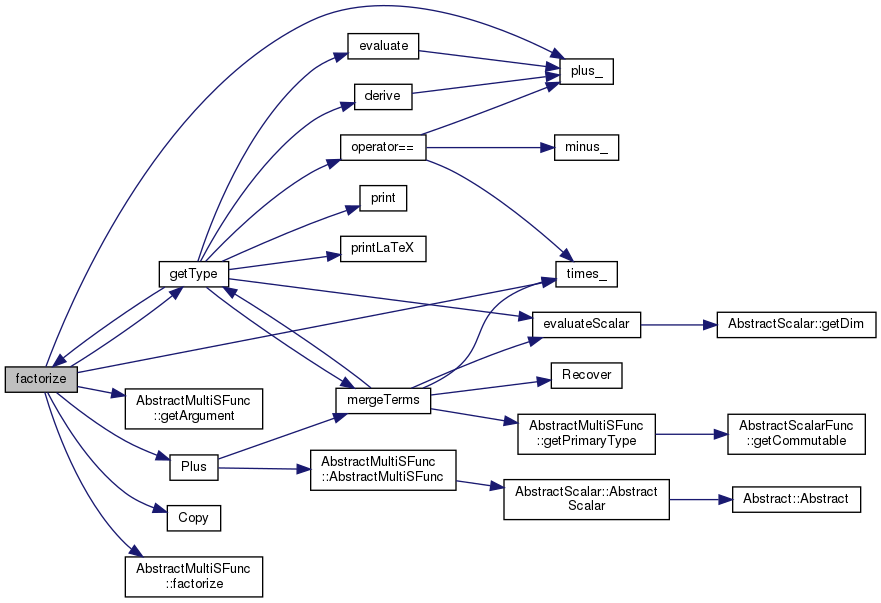 evaluate
plus_
derive
operator==
minus_
print
printLaTeX
getType
times_
evaluateScalar
AbstractScalar::getDim
factorize
Recover
mergeTerms
AbstractMultiSFunc
::getArgument
AbstractMultiSFunc
::getPrimaryType
AbstractScalarFunc
::getCommutable
Plus
AbstractMultiSFunc
::AbstractMultiSFunc
AbstractScalar::Abstract
Scalar
Abstract::Abstract
Copy
AbstractMultiSFunc
::factorize